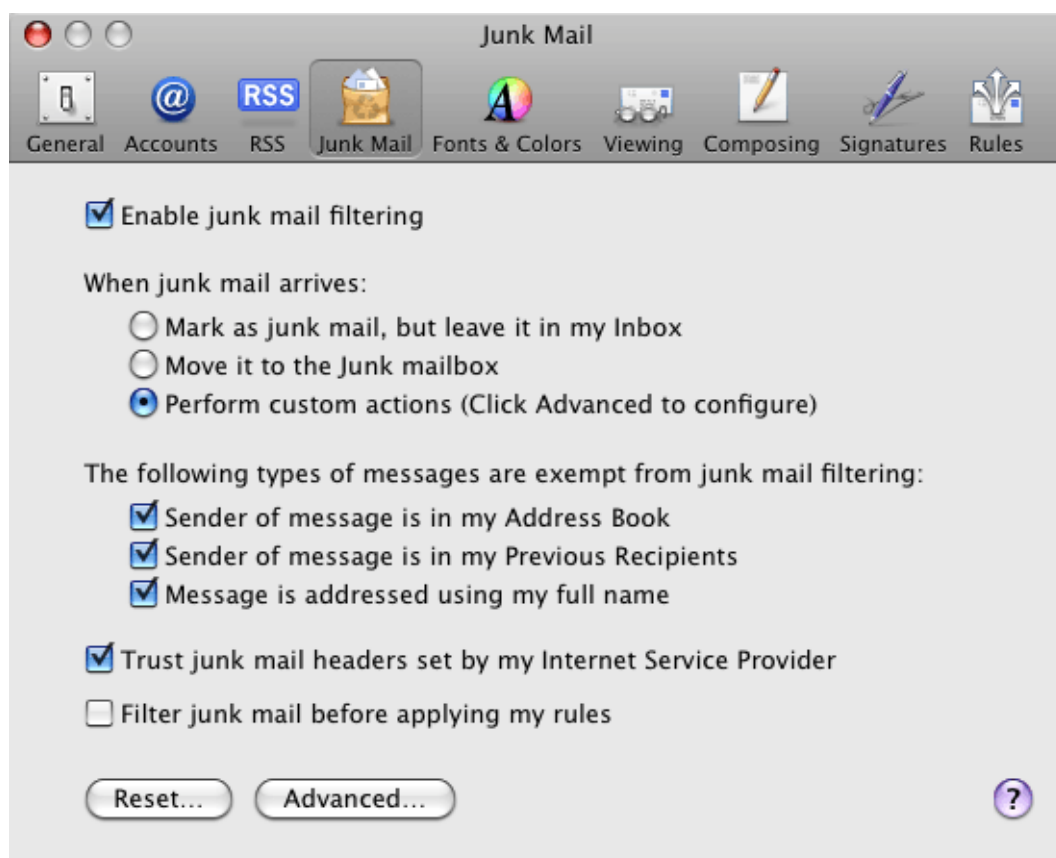 Junk Mail
General Accounts RSS Junk Mail Fonts & Colors Viewing Composing Signatures Rules
Enable junk mail filtering
When junk mail arrives:
Mark as junk mail, but leave it in my Inbox
Move it to the Junk mailbox
Perform custom actions (Click Advanced to configure)
The following types of messages are exempt from junk mail filtering:
Sender of message is in my Address Book
Sender of message is in my Previous Recipients
Message is addressed using my full name
Trust junk mail headers set by my Internet Service Provider
Filter junk mail before applying my rules
Reset... Advanced... ?